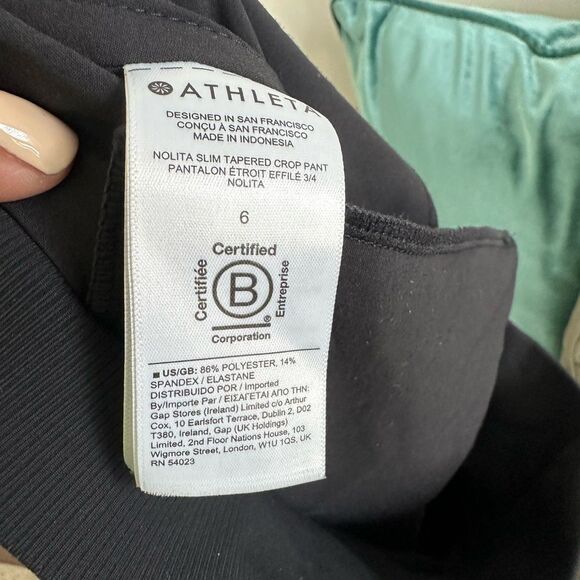 ATHLETA
DESIGNED IN SAN FRANCISCO
CONÇU À SAN FRANCISCO
MADE IN INDONESIA
NOLITA SLIM TAPERED CROP PANT
PANTALON ÉTROIT EFFILÉ 3/4
NOLITA
6
Certified
Certifiée
B
Entreprise
®
Corporation
■ US/GB: 86% POLYESTER, 14%
SPANDEX / ELASTANE
DISTRIBUIDO POR / Imported
By/Importe Par / ΕΙΣΑΓΕΤΑΙ ΑΠΟ ΤΗΝ:
Gap Stores (Ireland) Limited c/o Arthur
Cox, 10 Earlsfort Terrace, Dublin 2, D02
T380, Ireland, Gap (UK Holdings)
Limited, 2nd Floor Nations House, 103
Wigmore Street, London, W1U 1QS, UK
RN 54023